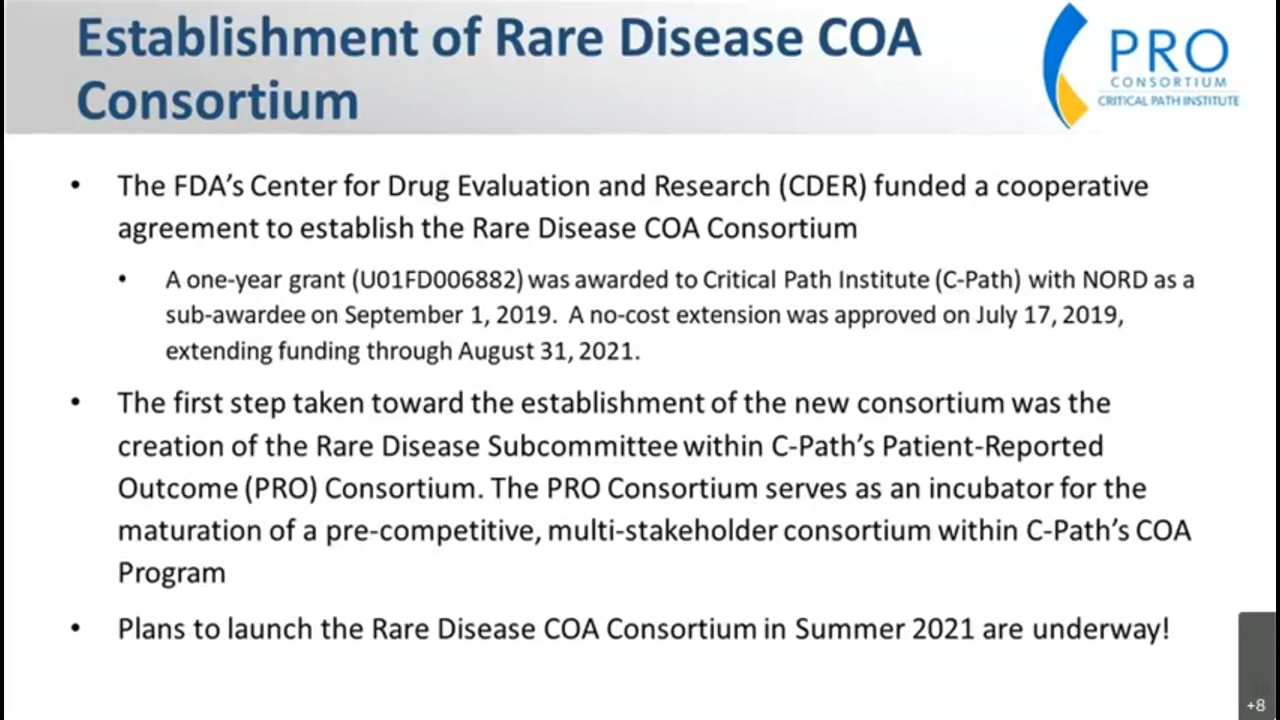 Establishment of Rare Disease COA
Consortium
PRO
CONSORTIUM
CRITICAL PATH INSTITUTE
• The FDA's Center for Drug Evaluation and Research (CDER) funded a cooperative
agreement to establish the Rare Disease COA Consortium
• A one-year grant (U01FD006882) was awarded to Critical Path Institute (C-Path) with NORD as a
sub-awardee on September 1, 2019. A no-cost extension was approved on July 17, 2019,
extending funding through August 31, 2021.
• The first step taken toward the establishment of the new consortium was the
creation of the Rare Disease Subcommittee within C-Path's Patient-Reported
Outcome (PRO) Consortium. The PRO Consortium serves as an incubator for the
maturation of a pre-competitive, multi-stakeholder consortium within C-Path's COA
Program
• Plans to launch the Rare Disease COA Consortium in Summer 2021 are underway!
+8